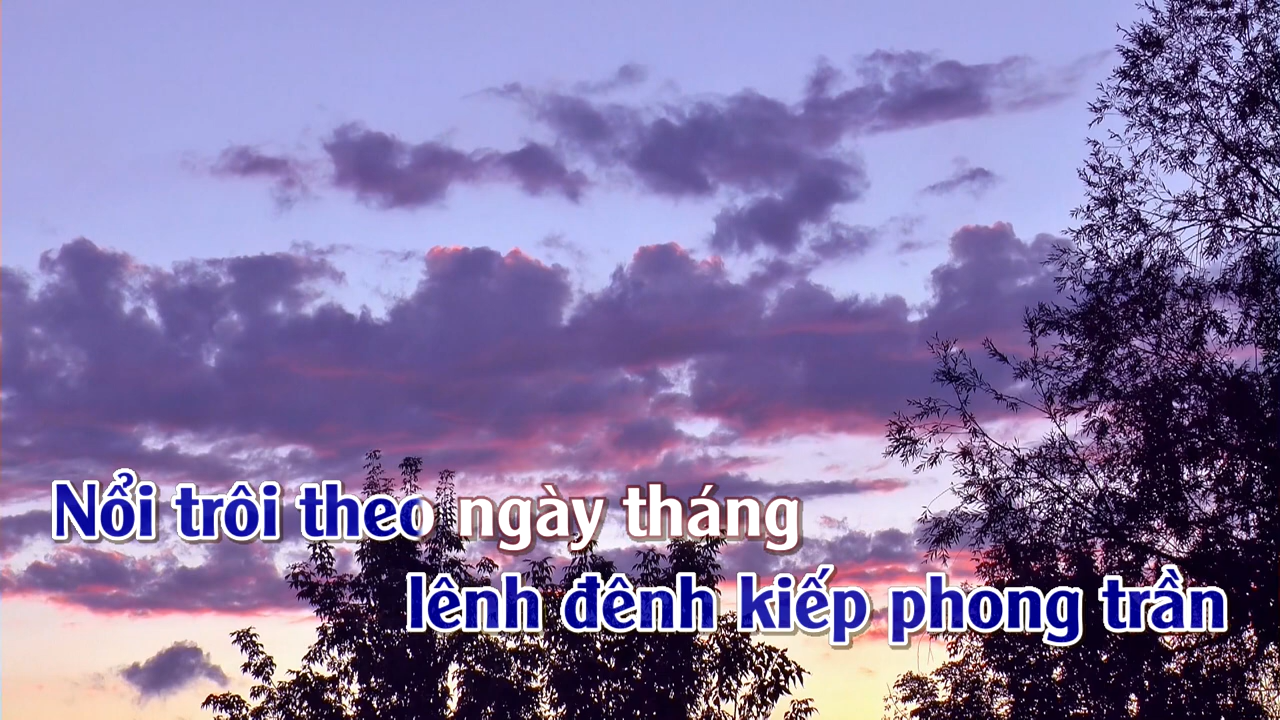 Nổi trôi theo ngày tháng
lênh đênh kiếp phong trần